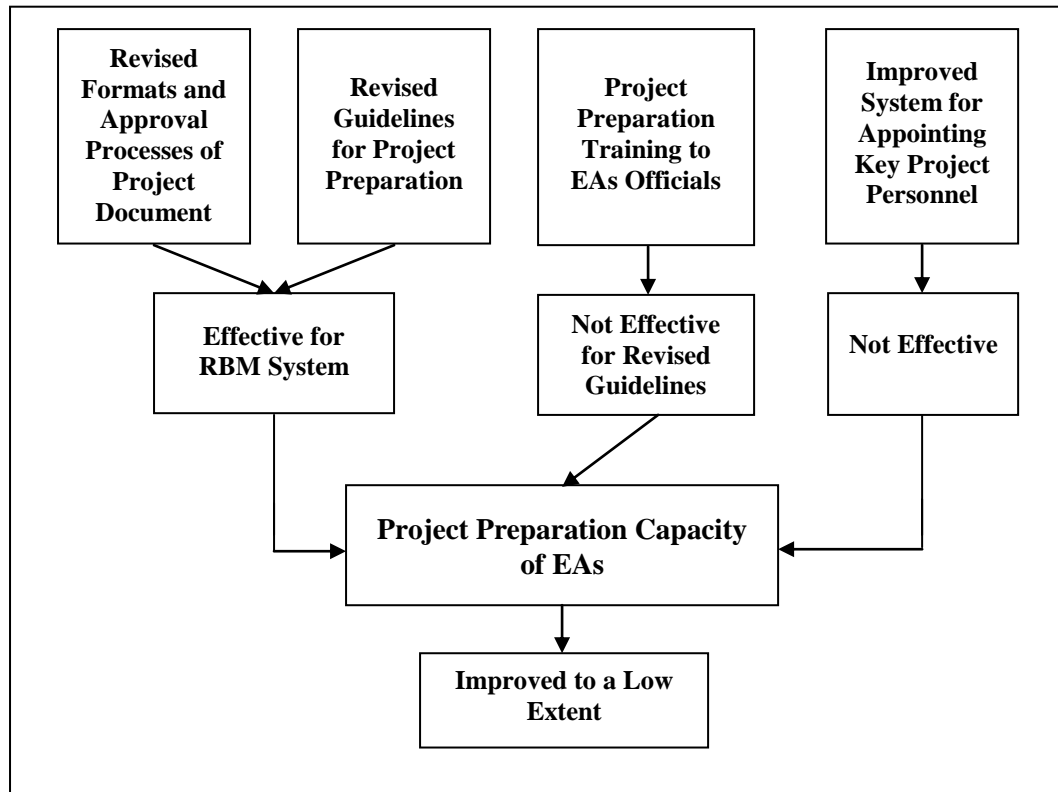 Revised
Formats and
Approval
Processes of
Project
Document
Revised
Guidelines
for Project
Preparation
Project
Preparation
Training to
EAs Officials
Improved
System for
Appointing
Key Project
Personnel
Effective for
RBM System
Not Effective
for Revised
Guidelines
Not Effective
Project Preparation Capacity
of EAs
Improved to a Low
Extent